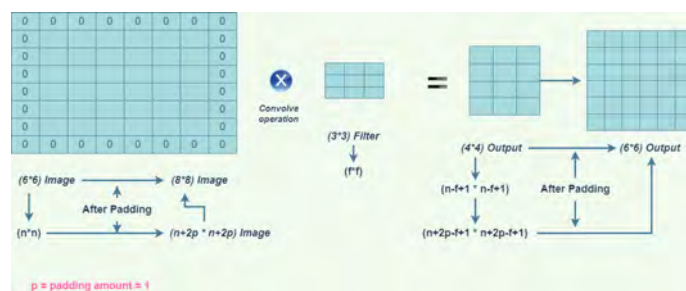 0 0 0 0 0 0 0 0
0 0
0 0
0 0
0 0
0 0
0 0
0 0 0 0 0 0 0 0
X
Convolve
operation
=
(3*3) Filter
(f*f)
(6*6) Image
(8*8) Image
After Padding
(n*n)
(n+2p * n+2p) Image
(4*4) Output
(6*6) Output
(n-f+1 * n-f+1)
After Padding
(n+2p-f+1 * n+2p-f+1)
p = padding amount = 1